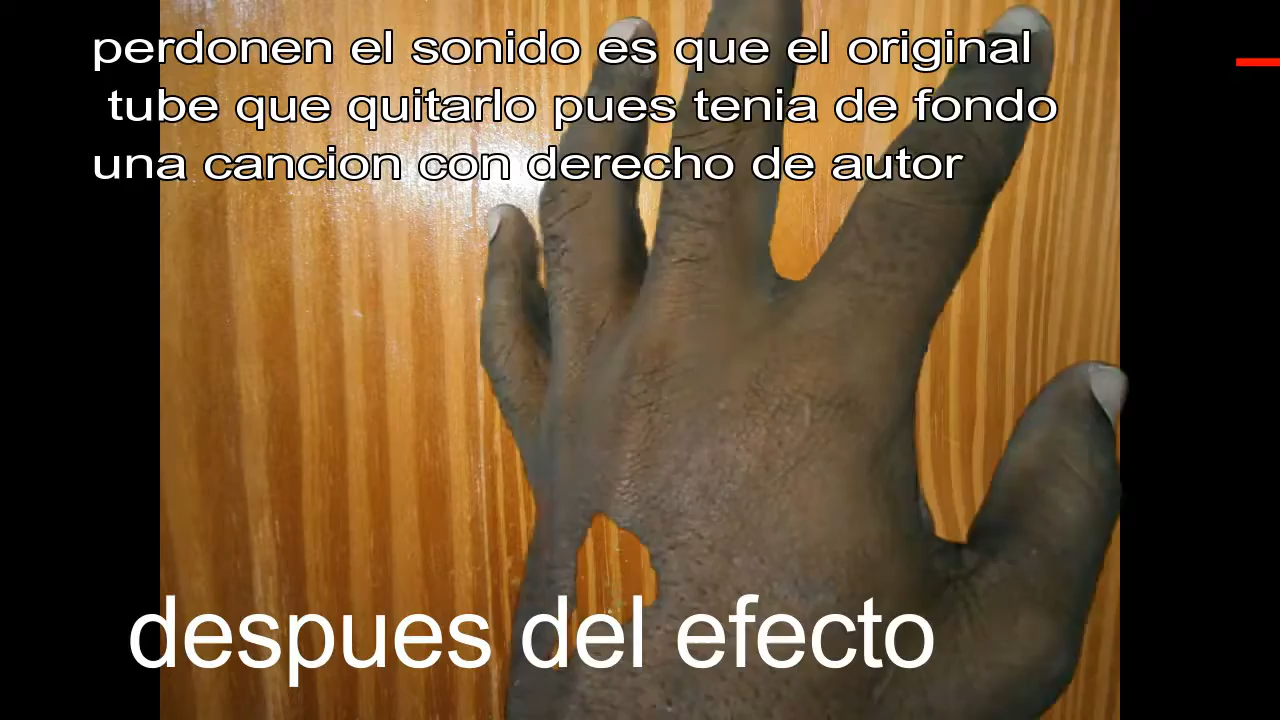 perdonen el sonido es que el original
tube que quitarlo pues tenia de fondo
una cancion con derecho de autor
despues del efecto